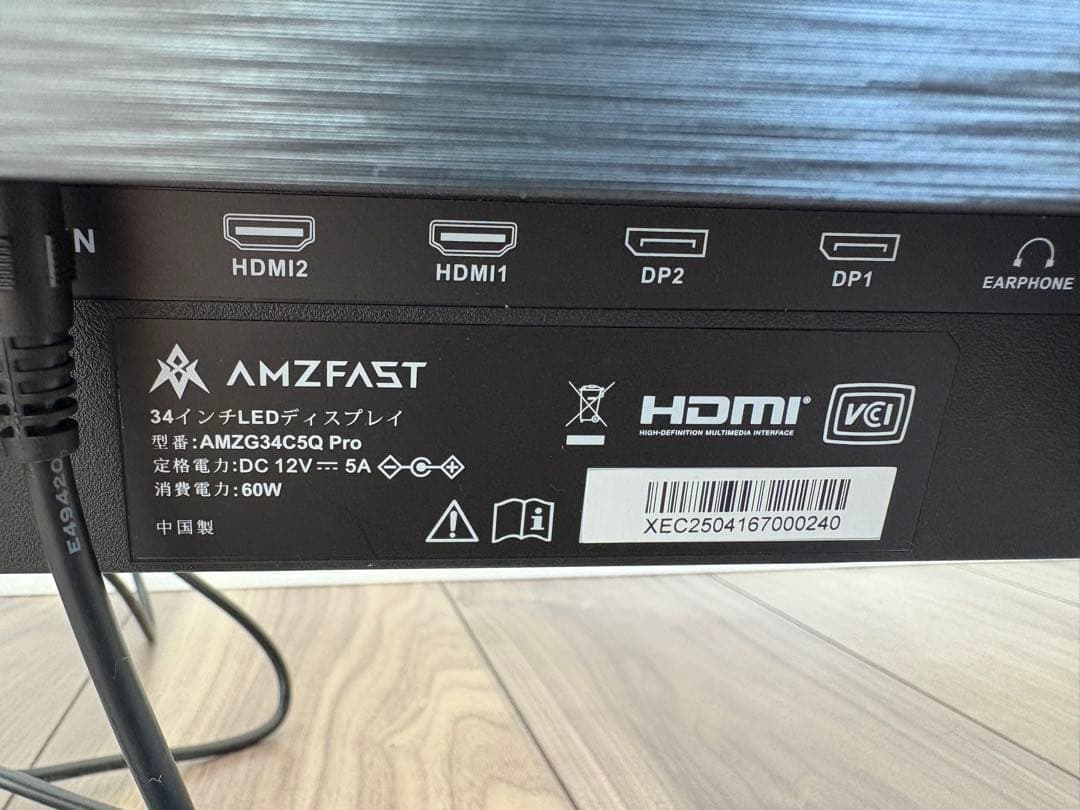 N
HDMI2
HDMI1
DP2
DP1
EARPHONE
AMZFAST
34インチLEDディスプレイ
型番:AMZG34C5Q Pro
定格電力:DC 12V⎓ 5A
消費電力:60W
中国製
HDMI®
HIGH-DEFINITION MULTIMEDIA INTERFACE
VCCI
XEC2504167000240
E49420